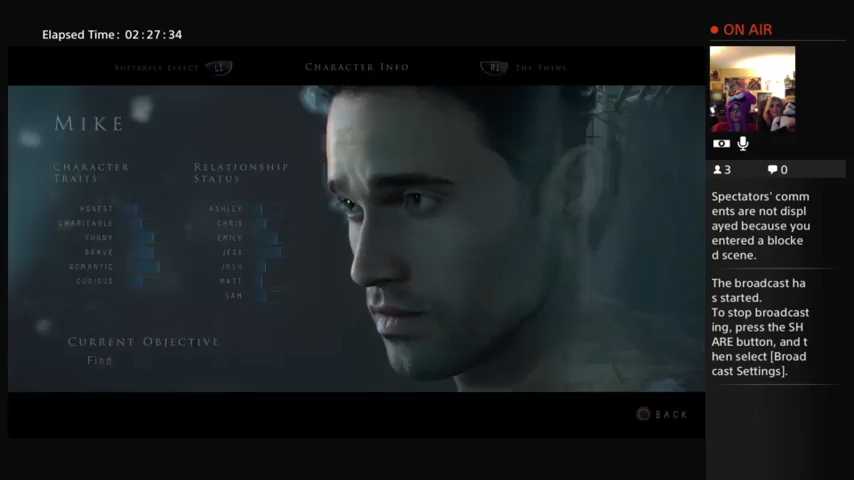 Elapsed Time: 02:27:34
ON AIR
BUTTERFLY EFFECT L1
CHARACTER INFO
R1 THE TWINS
MIKE
CHARACTER TRAITS
HONEST
CHARITABLE
FUNNY
BRAVE
ROMANTIC
CURIOUS
RELATIONSHIP STATUS
ASHLEY
CHRIS
EMILY
JESS
JOSH
MATT
SAM
CURRENT OBJECTIVE
Find
BACK
3 0
Spectators' comm
ents are not displ
ayed because you
entered a blocke
d scene.
The broadcast ha
s started.
To stop broadcast
ing, press the SH
ARE button, and t
hen select [Broad
cast Settings].